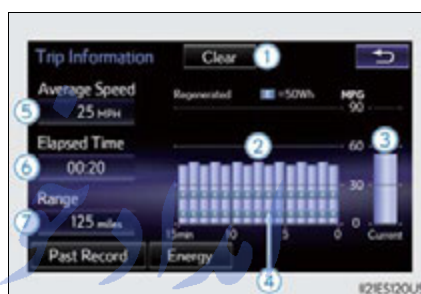 Trip Information
Clear
1
Average Speed
5
25 MPH
Regenerated
=50Wh
MPG
90
Elapsed Time
6
00:20
2
3
60
30
Range
7
125 miles
0
15min
10
5
0
Current
Past Record
Energy
4
II21ES120US